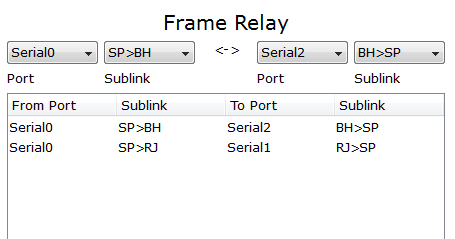 Frame Relay
Serial0 SP>BH <-> Serial2 BH>SP
Port Sublink Port Sublink
From Port Sublink To Port Sublink
Serial0 SP>BH Serial2 BH>SP
Serial0 SP>RJ Serial1 RJ>SP